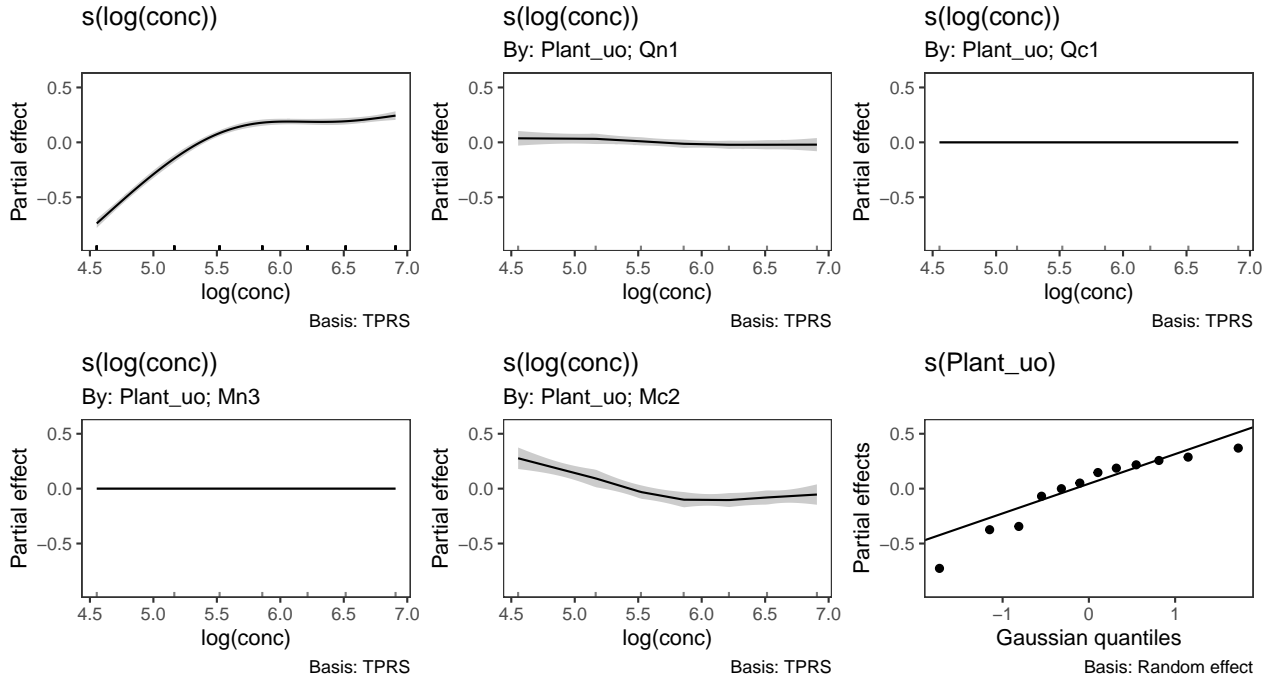 s(log(conc))
Partial effect
0.5
0.0
−0.5
4.5 5.0 5.5 6.0 6.5 7.0
log(conc)
Basis: TPRS
s(log(conc))
By: Plant_uo; Qn1
Partial effect
0.5
0.0
−0.5
4.5 5.0 5.5 6.0 6.5 7.0
log(conc)
Basis: TPRS
s(log(conc))
By: Plant_uo; Qc1
Partial effect
0.5
0.0
−0.5
4.5 5.0 5.5 6.0 6.5 7.0
log(conc)
Basis: TPRS
s(log(conc))
By: Plant_uo; Mn3
Partial effect
0.5
0.0
−0.5
4.5 5.0 5.5 6.0 6.5 7.0
log(conc)
Basis: TPRS
s(log(conc))
By: Plant_uo; Mc2
Partial effect
0.5
0.0
−0.5
4.5 5.0 5.5 6.0 6.5 7.0
log(conc)
Basis: TPRS
s(Plant_uo)
Partial effects
0.5
0.0
−0.5
−1 0 1
Gaussian quantiles
Basis: Random effect